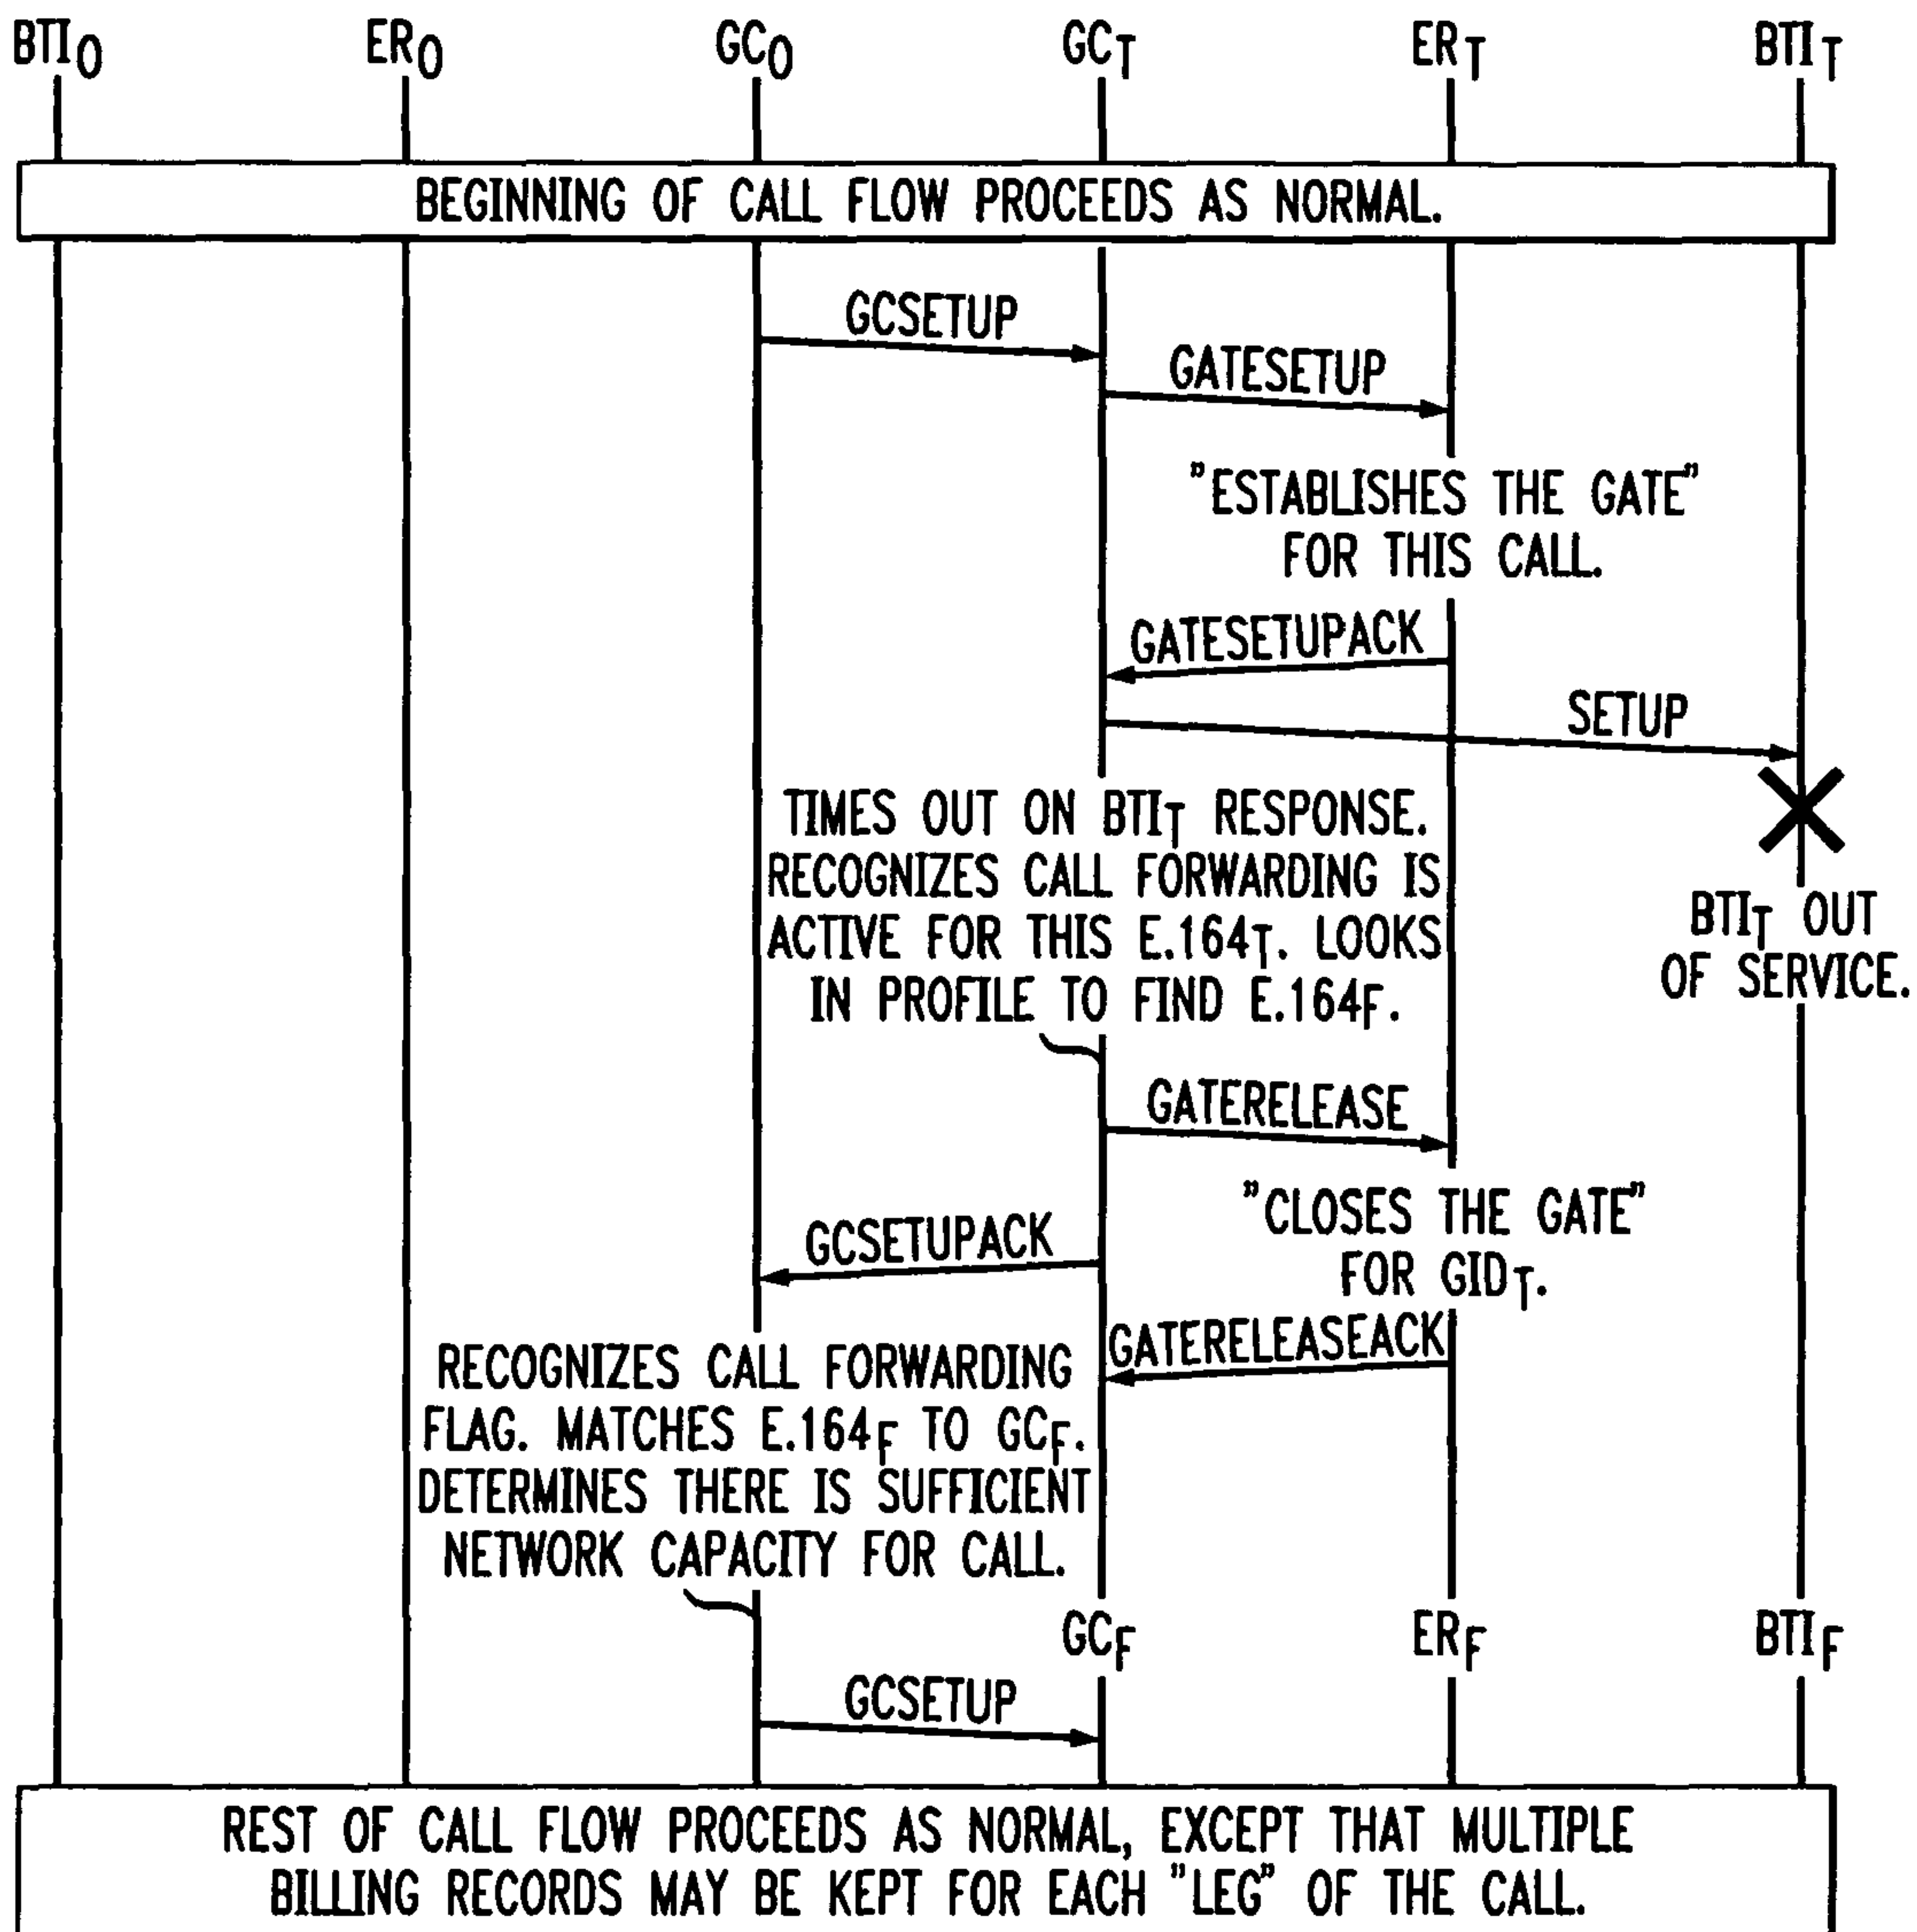 BTIO ERO GCO GCT ERT BTIT
BEGINNING OF CALL FLOW PROCEEDS AS NORMAL.
GCSETUP
GATESETUP
"ESTABLISHES THE GATE"
FOR THIS CALL.
GATESETUPACK
SETUP
TIMES OUT ON BTIT RESPONSE.
RECOGNIZES CALL FORWARDING IS
ACTIVE FOR THIS E.164T. LOOKS
IN PROFILE TO FIND E.164F.
BTIT OUT
OF SERVICE.
GATERELEASE
"CLOSES THE GATE"
FOR GIDT.
GCSETUPACK
GATERELEASEACK
RECOGNIZES CALL FORWARDING
FLAG. MATCHES E.164F TO GCF.
DETERMINES THERE IS SUFFICIENT
NETWORK CAPACITY FOR CALL.
GCF ERF BTIF
GCSETUP
REST OF CALL FLOW PROCEEDS AS NORMAL, EXCEPT THAT MULTIPLE
BILLING RECORDS MAY BE KEPT FOR EACH "LEG" OF THE CALL.